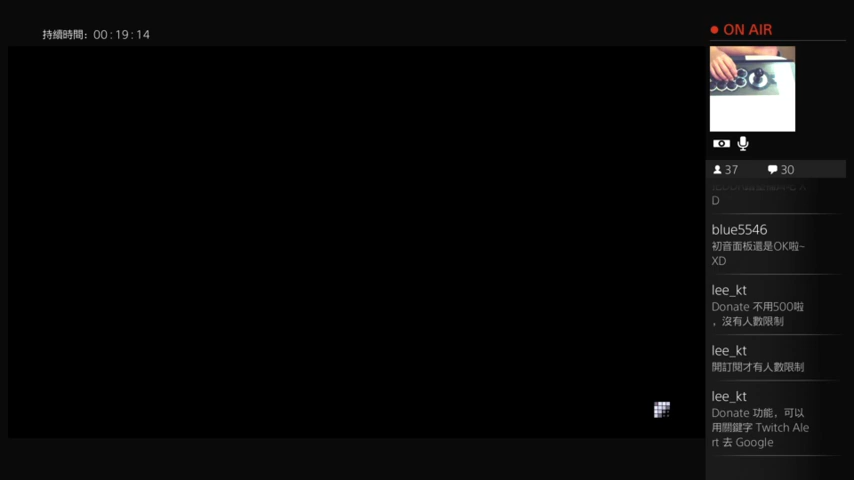 持續時間：00:19:14
ON AIR
37 30
D
blue5546
初音面板還是OK啦~
XD
lee_kt
Donate 不用500啦
，沒有人數限制
lee_kt
開訂閱才有人數限制
lee_kt
Donate 功能，可以
用關鍵字 Twitch Ale
rt 去 Google